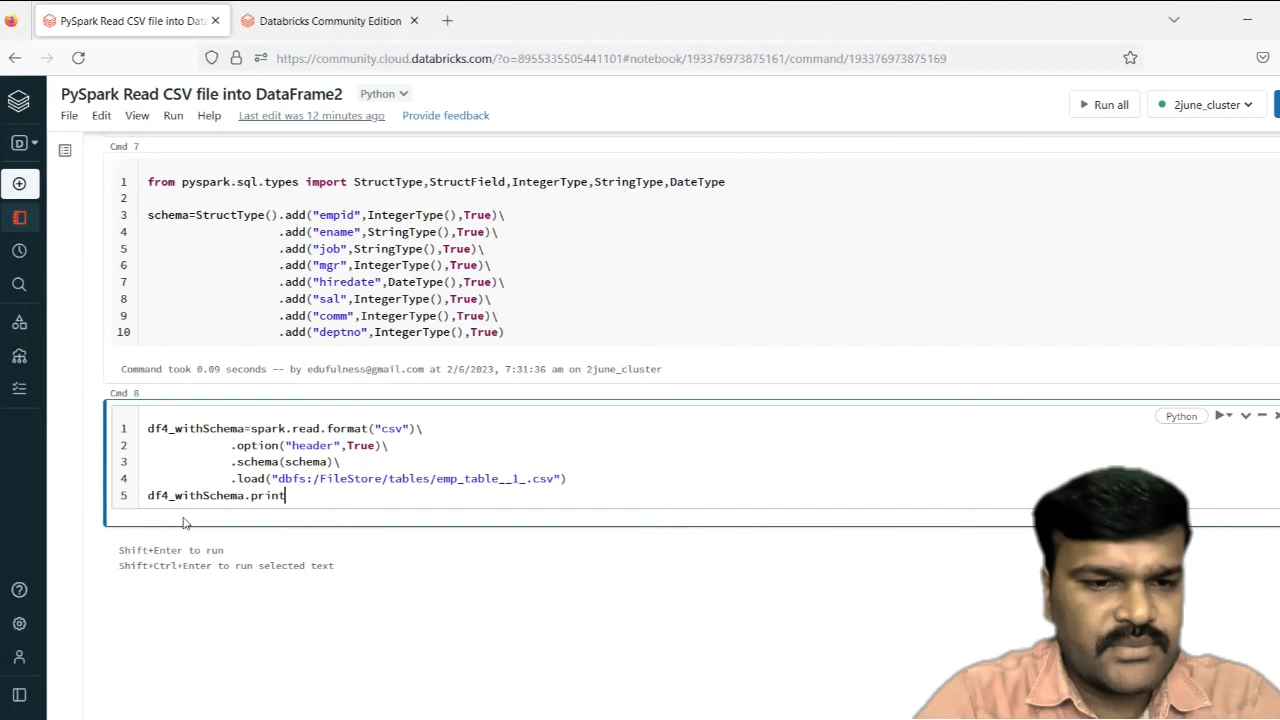 PySpark Read CSV file into Data
Databricks Community Edition
https://community.cloud.databricks.com/?o=8955335505441101#notebook/193376973875161/command/193376973875169
PySpark Read CSV file into DataFrame2
Python
File Edit View Run Help Last edit was 12 minutes ago Provide feedback
Run all
2june_cluster
D
Cmd 7
1 from pyspark.sql.types import StructType,StructField,IntegerType,StringType,DateType
2
3 schema=StructType().add("empid",IntegerType(),True)\
4 .add("ename",StringType(),True)\
5 .add("job",StringType(),True)\
6 .add("mgr",IntegerType(),True)\
7 .add("hiredate",DateType(),True)\
8 .add("sal",IntegerType(),True)\
9 .add("comm",IntegerType(),True)\
10 .add("deptno",IntegerType(),True)
Command took 0.09 seconds -- by edufulness@gmail.com at 2/6/2023, 7:31:36 am on 2june_cluster
Cmd 8
Python
1 df4_withSchema=spark.read.format("csv")\
2 .option("header",True)\
3 .schema(schema)\
4 .load("dbfs:/FileStore/tables/emp_table__1_.csv")
5 df4_withSchema.print
Shift+Enter to run
Shift+Ctrl+Enter to run selected text